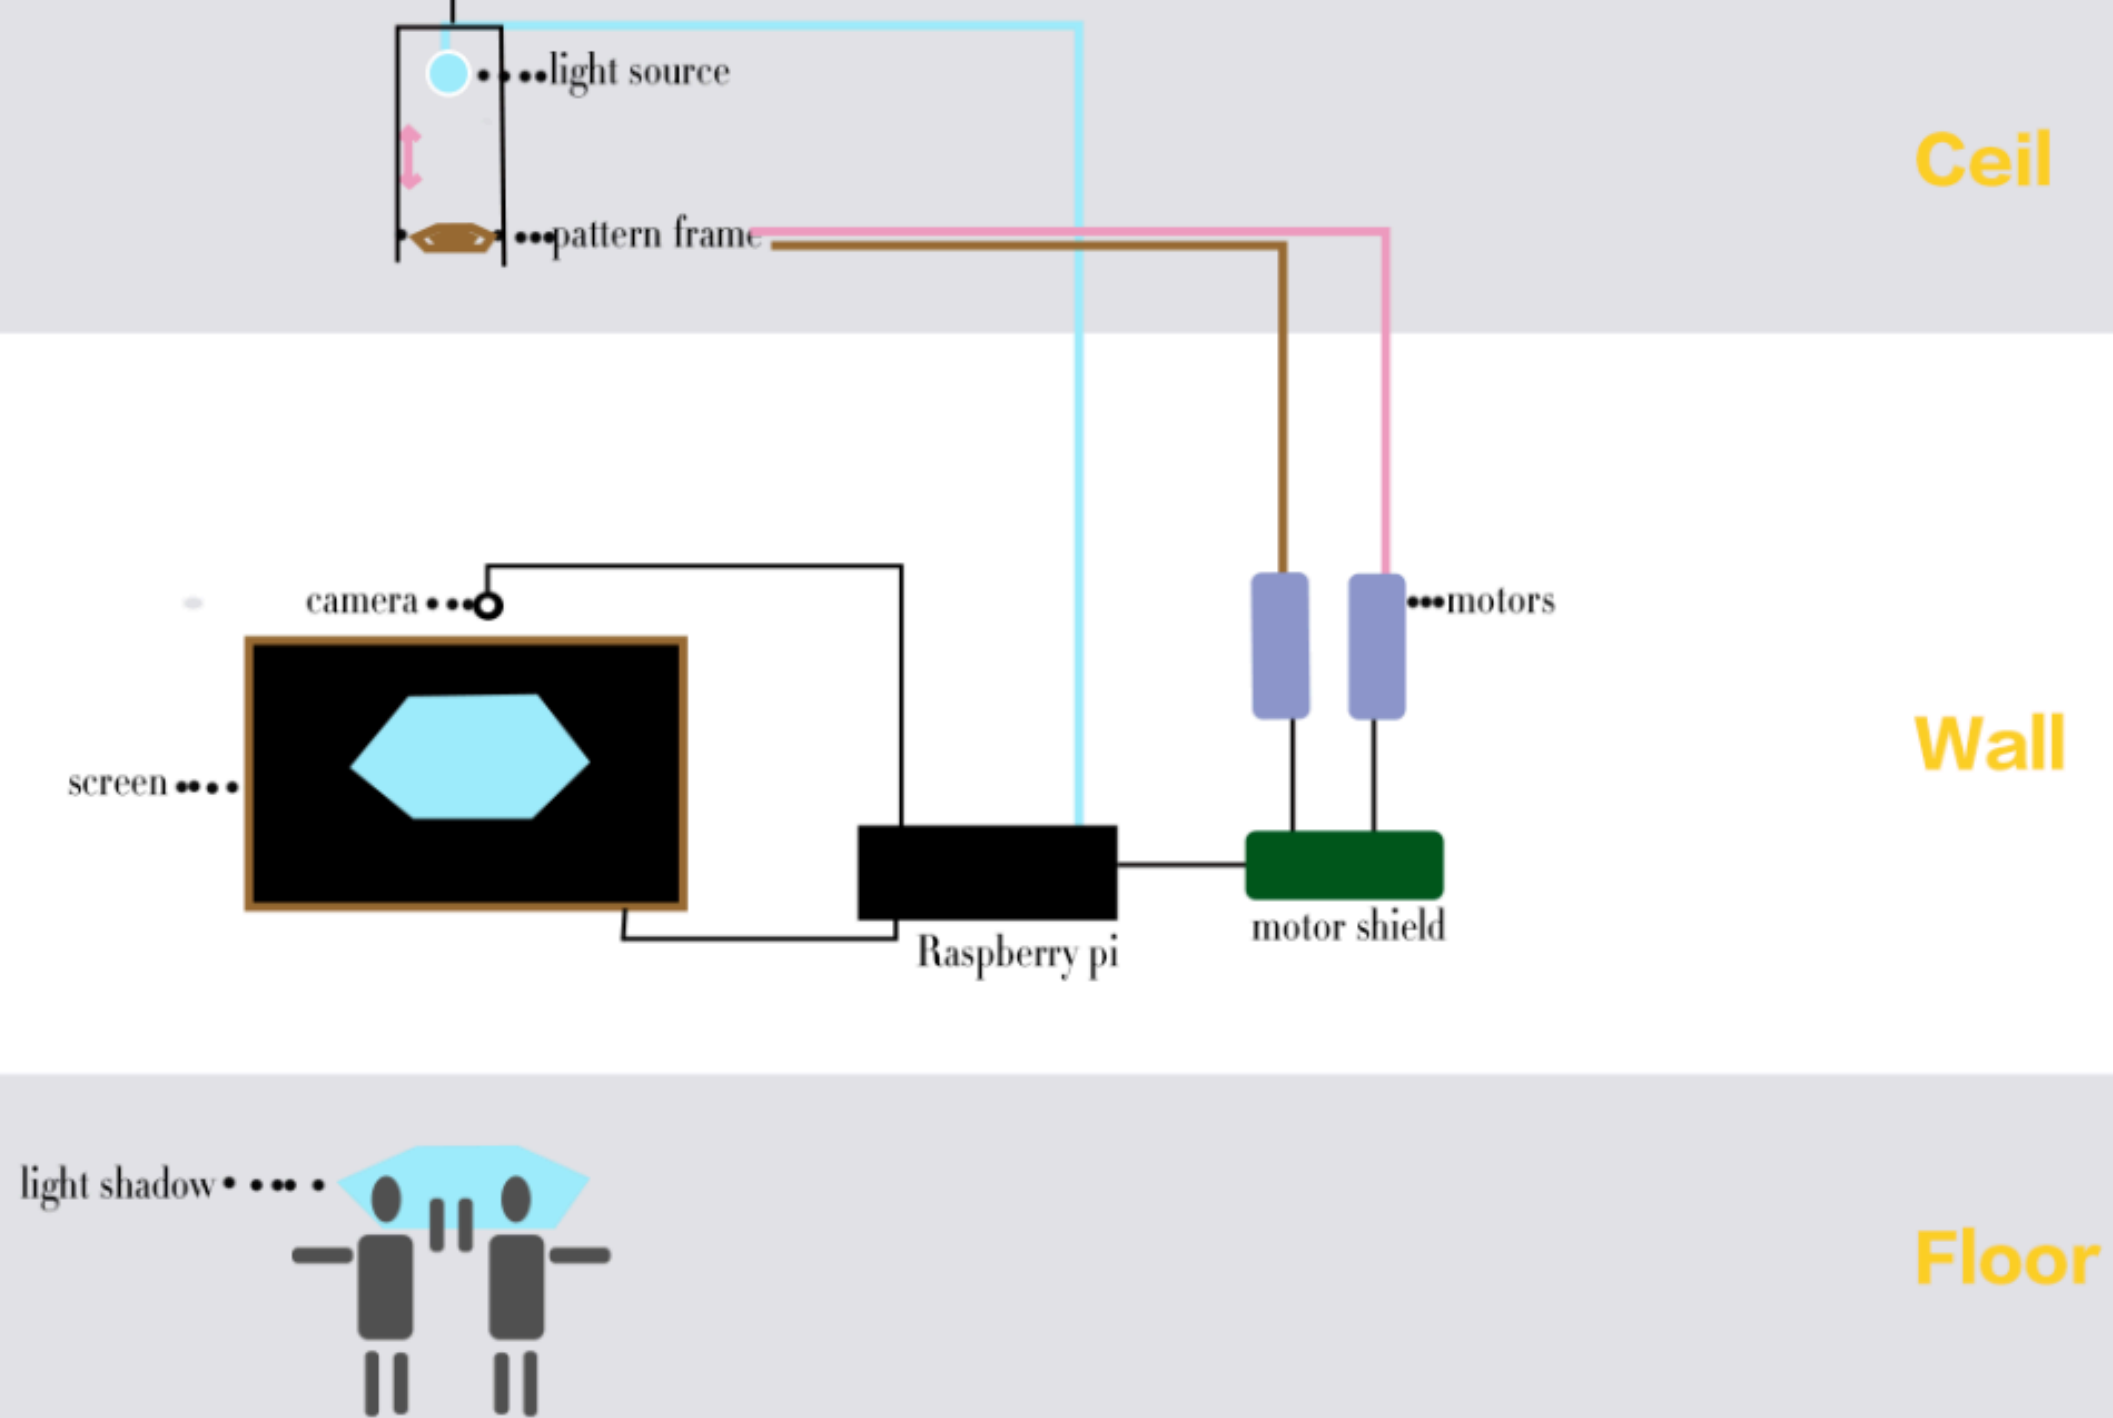 light source
Ceil
pattern frame
camera
motors
screen
Wall
motor shield
Raspberry pi
light shadow
Floor